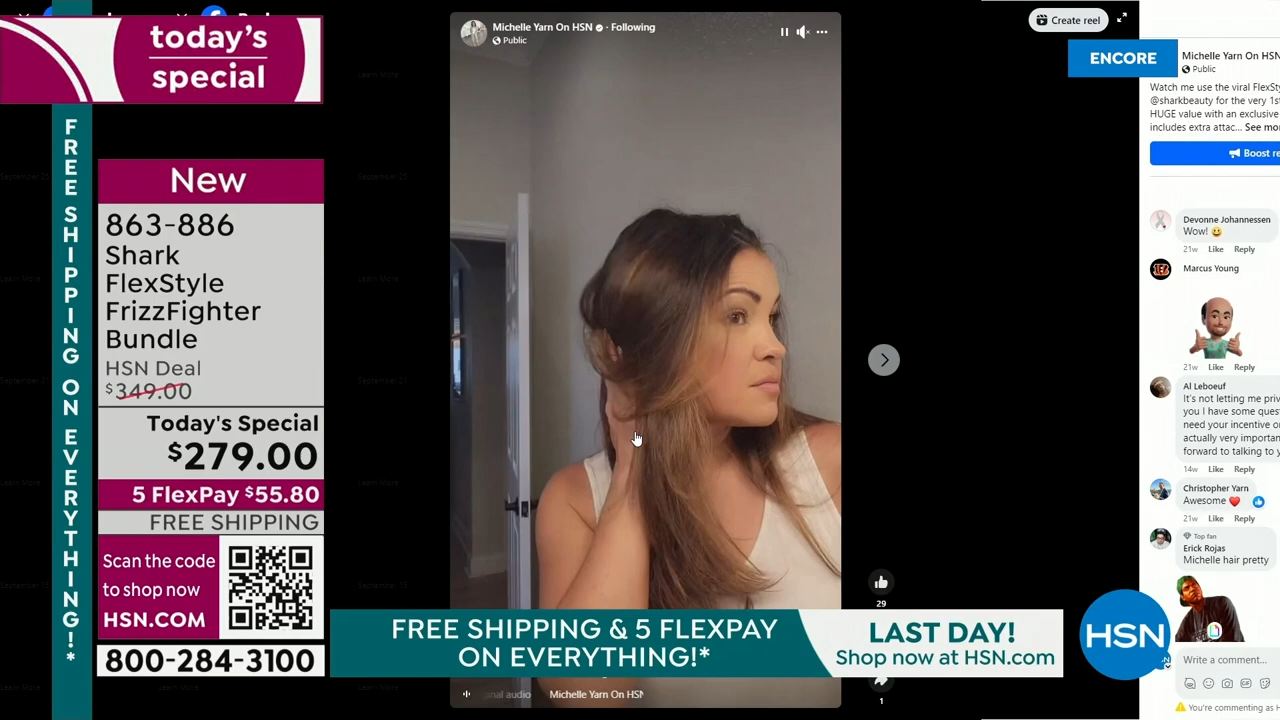 today's
special
FREE SHIPPING ON EVERYTHING!*
New
863-886
Shark
FlexStyle
FrizzFighter
Bundle
HSN Deal
$349.00
Today's Special
$279.00
5 FlexPay $55.80
FREE SHIPPING
Scan the code
to shop now
HSN.COM
800-284-3100
Michelle Yarn On HSN · Following
Public
Create reel
ENCORE
Michelle Yarn On HSN
Public
Watch me use the viral FlexSty
@sharkbeauty for the very 1s
HUGE value with an exclusive
includes extra attac... See mo
Boost re
Devonne Johannessen
Wow! 😃
21w Like Reply
Marcus Young
21w Like Reply
Al Leboeuf
It's not letting me priv
you I have some quest
need your incentive or
actually very importan
forward to talking to y
14w Like Reply
Christopher Yarn
Awesome ❤️
21w Like Reply
Top fan
Erick Rojas
Michelle hair pretty
29
FREE SHIPPING & 5 FLEXPAY
ON EVERYTHING!*
LAST DAY!
Shop now at HSN.com
HSN
Write a comment...
nal audio Michelle Yarn On HSN
1
You're commenting as H